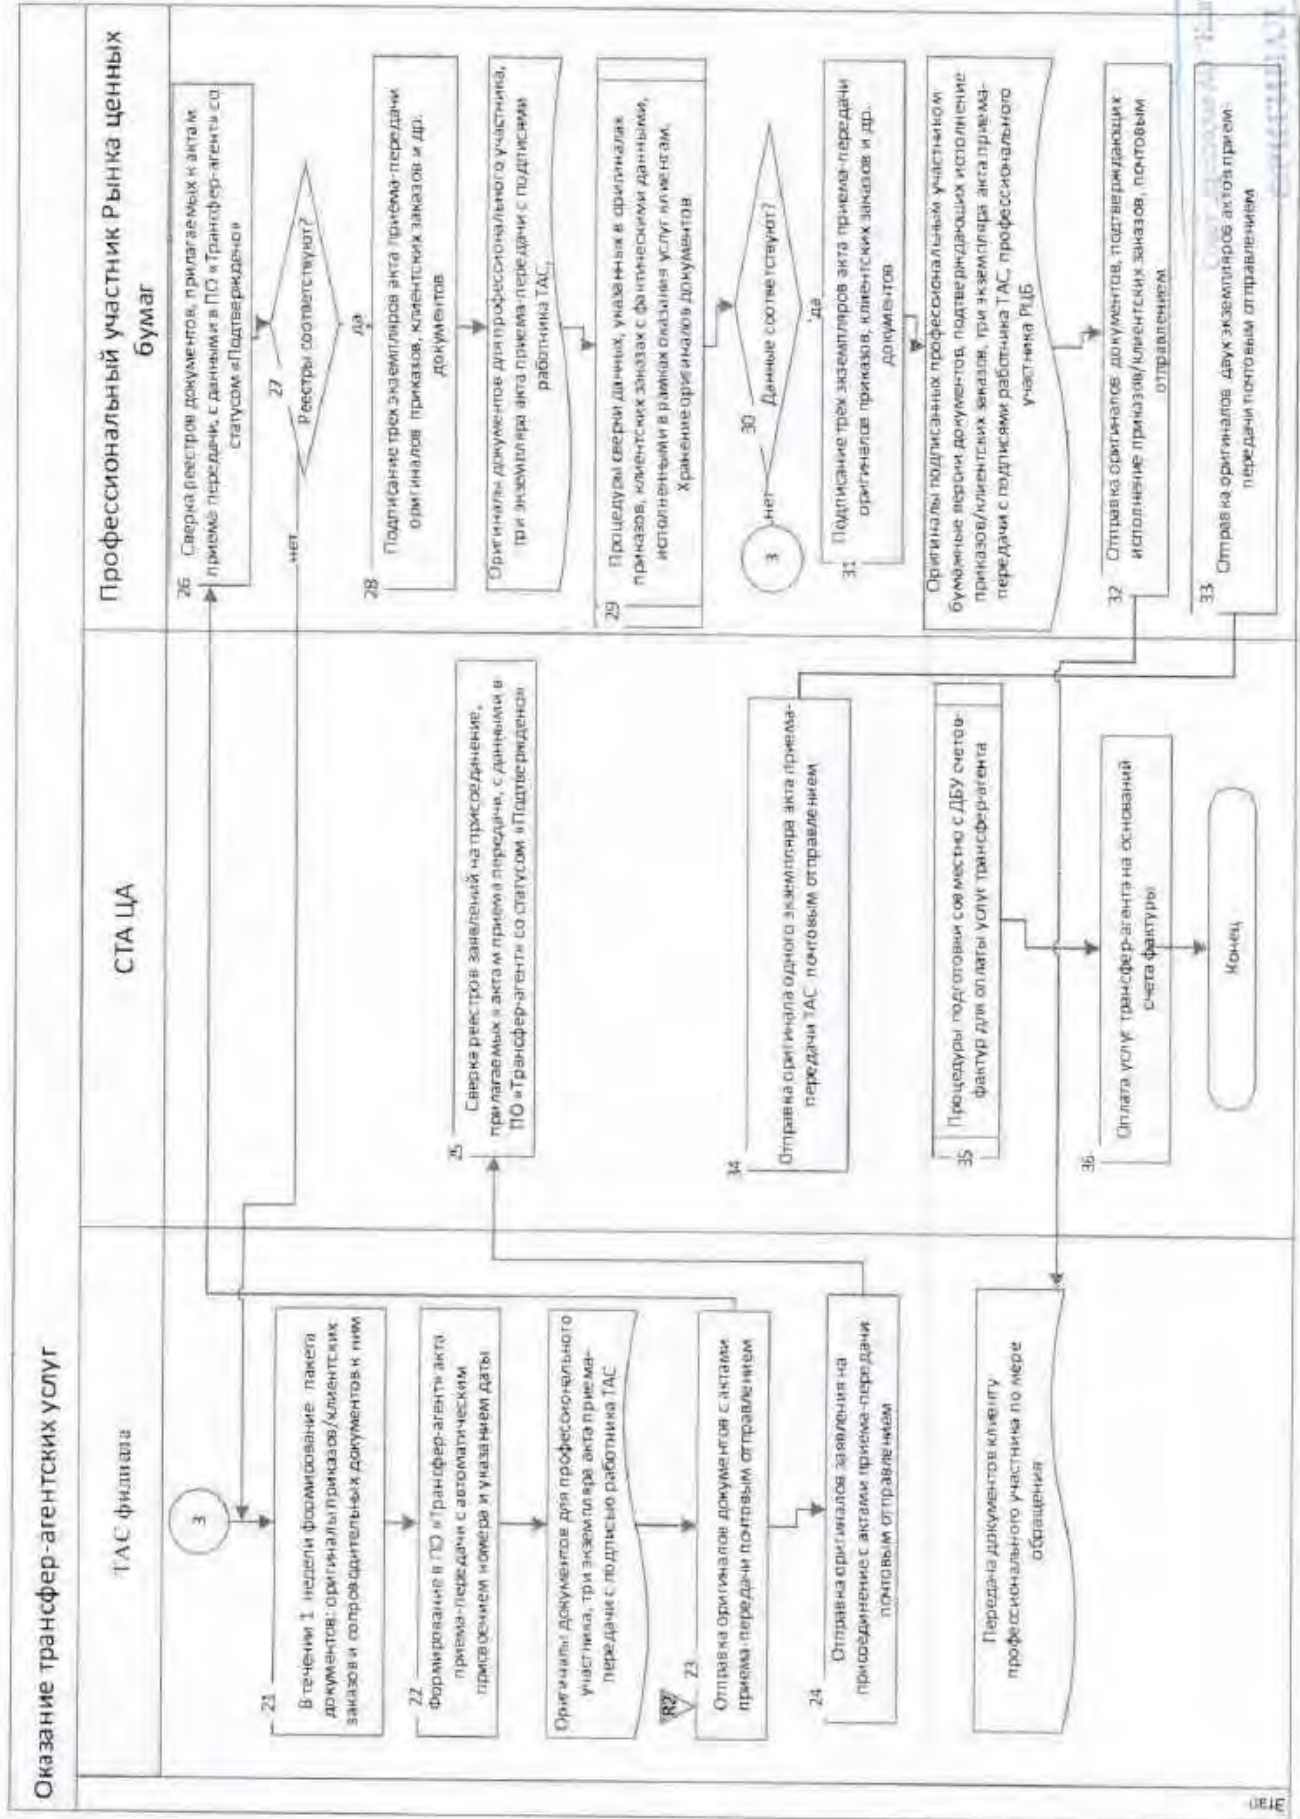 Оказание трансфер-агентских услуг
ТАС филиала
СТА ЦА
Профессиональный участник Рынка ценных
бумаг
3
21
В течении 1 недели формирование пакета
документов: оригиналы приказов/клиентских
заказов и сопроводительных документов к ним
22
Формирование в ПО «Трансфер-агент» акта
приема-передачи с автоматическим
присвоением номера и указанием даты
Оригиналы документов для профессионального
участника, три экземпляра акта приема-
передачи с подписью работника ТАС
R2
23
Отправка оригиналов документов с актами
приема-передачи почтовым отправлением
24
Отправка оригиналов заявления на
присоединение с актами приема-передачи
почтовым отправлением
Передача документов клиенту
профессионального участника по мере
обращения
25
Сверка реестров заявлений на присоединение,
прилагаемых к актам приема передачи, с данными в
ПО «Трансфер-агент» со статусом «Подтверждено»
34
Отправка оригинала одного экземпляра акта приема-
передачи ТАС почтовым отправлением
35
Процедуры подготовки совместно с ДБУ счетов-
фактур для оплаты услуг трансфер-агента
36
Оплата услуг трансфер-агента на оснований
счета фактуры
Конец
26
Сверка реестров документов, прилагаемых к актам
приема передачи, с данными в ПО «Трансфер-агент» со
статусом «Подтвержден»
27
Реестры соответствуют?
нет
да
28
Подписание трех экземпляров акта приема-передачи
оригиналов приказов, клиентских заказов и др.
документов
Оригиналы документов для профессионального участника,
три экземпляра акта приема-передачи с подписями
работника ТАС,
29
Процедуры сверки данных, указанных в оригиналах
приказов, клиентских заказах с фактическими данными,
исполненными в рамках оказания услуг клиентам.
Хранение оригиналов документов
30
Данные соответствуют?
нет
3
да
31
Подписание трех экземпляров акта приема-передачи
оригиналов приказов, клиентских заказов и др.
документов
Оригиналы подписанных профессиональным участником
бумажные версии документов, подтверждающих исполнение
приказов/клиентских заказов, три экземпляра акта приема-
передачи с подписями работника ТАС, профессионального
участника РЦБ
32
Отправка оригиналов документов, подтверждающих
исполнение приказов/клиентских заказов, почтовым
отправлением
33
Отправка оригиналов двух экземпляров актов прием-
передачи почтовым отправлением
Этап